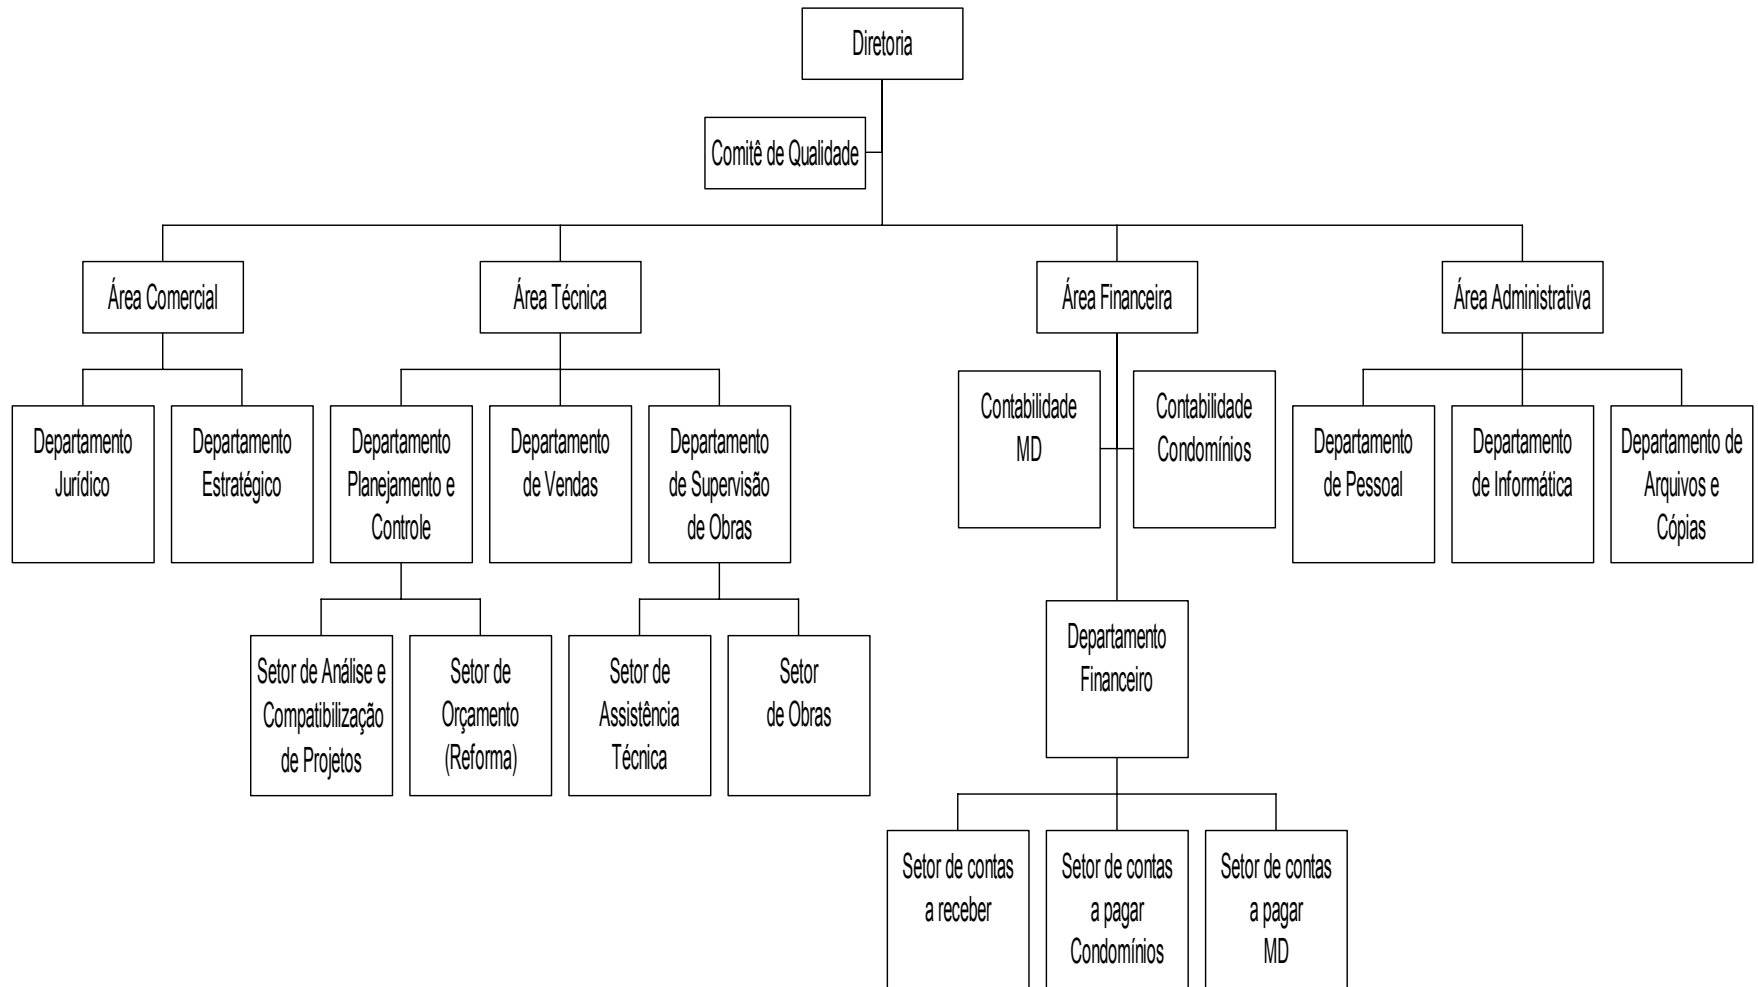 Diretoria
Comitê de Qualidade
Área Comercial
Área Técnica
Área Financeira
Área Administrativa
Departamento
Jurídico
Departamento
Estratégico
Departamento
Planejamento e
Controle
Departamento
de Vendas
Departamento
de Supervisão
de Obras
Contabilidade
MD
Contabilidade
Condomínios
Departamento
de Pessoal
Departamento
de Informática
Departamento de
Arquivos e
Cópias
Setor de Análise e
Compatibilização
de Projetos
Setor de
Orçamento
(Reforma)
Setor de
Assistência
Técnica
Setor
de Obras
Departamento
Financeiro
Setor de contas
a receber
Setor de contas
a pagar
Condomínios
Setor de contas
a pagar
MD